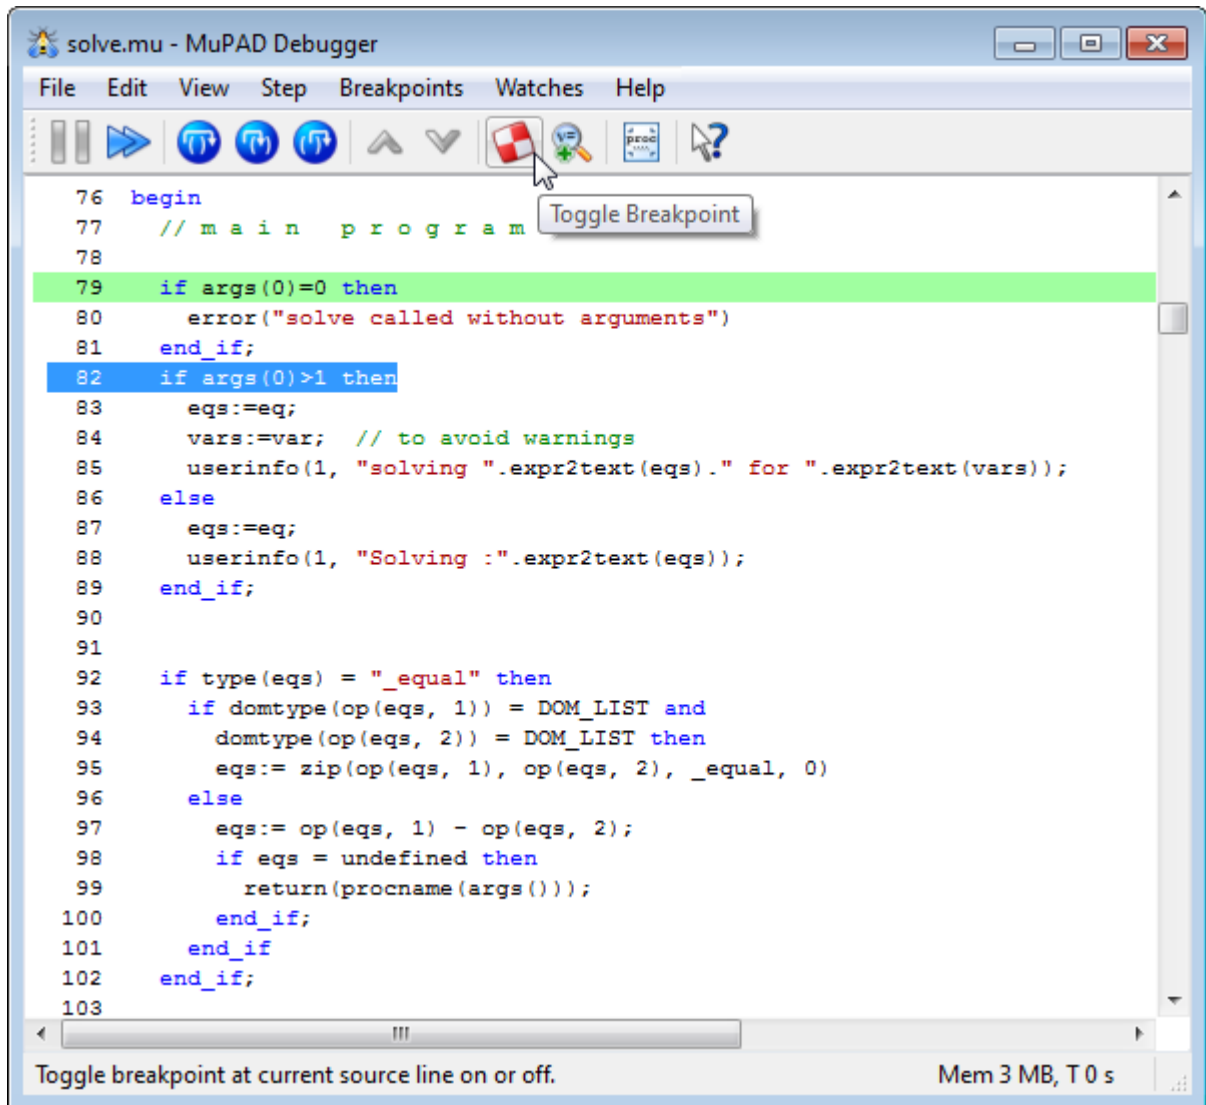 solve.mu - MuPAD Debugger
File Edit View Step Breakpoints Watches Help
proc
v=
Toggle Breakpoint
76 begin
77 // m a i n   p r o g r a m
78
79 if args(0)=0 then
80 error("solve called without arguments")
81 end_if;
82 if args(0)>1 then
83 eqs:=eq;
84 vars:=var;  // to avoid warnings
85 userinfo(1, "solving ".expr2text(eqs)." for ".expr2text(vars));
86 else
87 eqs:=eq;
88 userinfo(1, "Solving :".expr2text(eqs));
89 end_if;
90
91
92 if type(eqs) = "_equal" then
93 if domtype(op(eqs, 1)) = DOM_LIST and
94 domtype(op(eqs, 2)) = DOM_LIST then
95 eqs:= zip(op(eqs, 1), op(eqs, 2), _equal, 0)
96 else
97 eqs:= op(eqs, 1) - op(eqs, 2);
98 if eqs = undefined then
99 return(procname(args()));
100 end_if;
101 end_if
102 end_if;
103
Toggle breakpoint at current source line on or off. Mem 3 MB, T 0 s